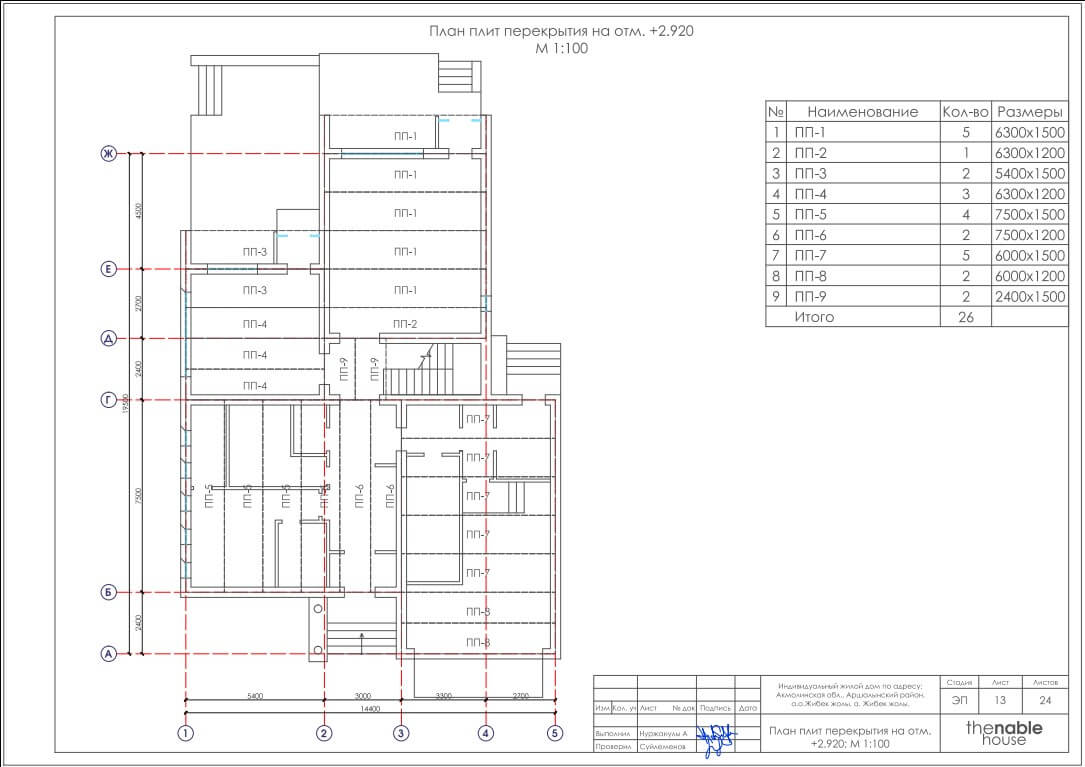 План плит перекрытия на отм. +2.920
М 1:100
№ Наименование Кол-во Размеры
1 ПП-1 5 6300х1500
2 ПП-2 1 6300х1200
3 ПП-3 2 5400х1500
4 ПП-4 3 6300х1200
5 ПП-5 4 7500х1500
6 ПП-6 2 7500х1200
7 ПП-7 5 6000х1500
8 ПП-8 2 6000х1200
9 ПП-9 2 2400х1500
Итого 26
ПП-1
Ж
ПП-1
4500
ПП-1
ПП-3
ПП-1
Е
ПП-3
ПП-1
2700
ПП-4
ПП-2
Д
ПП-4
ПП-9
ПП-9
2400
ПП-4
Г
19500
ПП-7
ПП-7
7500
ПП-5
ПП-5
ПП-5
ПП-5
ПП-6
ПП-6
ПП-7
ПП-7
ПП-7
Б
ПП-8
2400
ПП-8
А
5400 3000 3300 2700
14400
1 2 3 4 5
Изм Кол. уч Лист № док Подпись Дата
Выполнил Нуржакулы А
Проверил Суйлеменов
Индивидуальный жилой дом по адресу:
Акмолинская обл., Аршалынский район,
а.о.Жибек жолы, а. Жибек жолы.
План плит перекрытия на отм.
+2.920; М 1:100
Стадия Лист Листов
ЭП 13 24
thenable
house